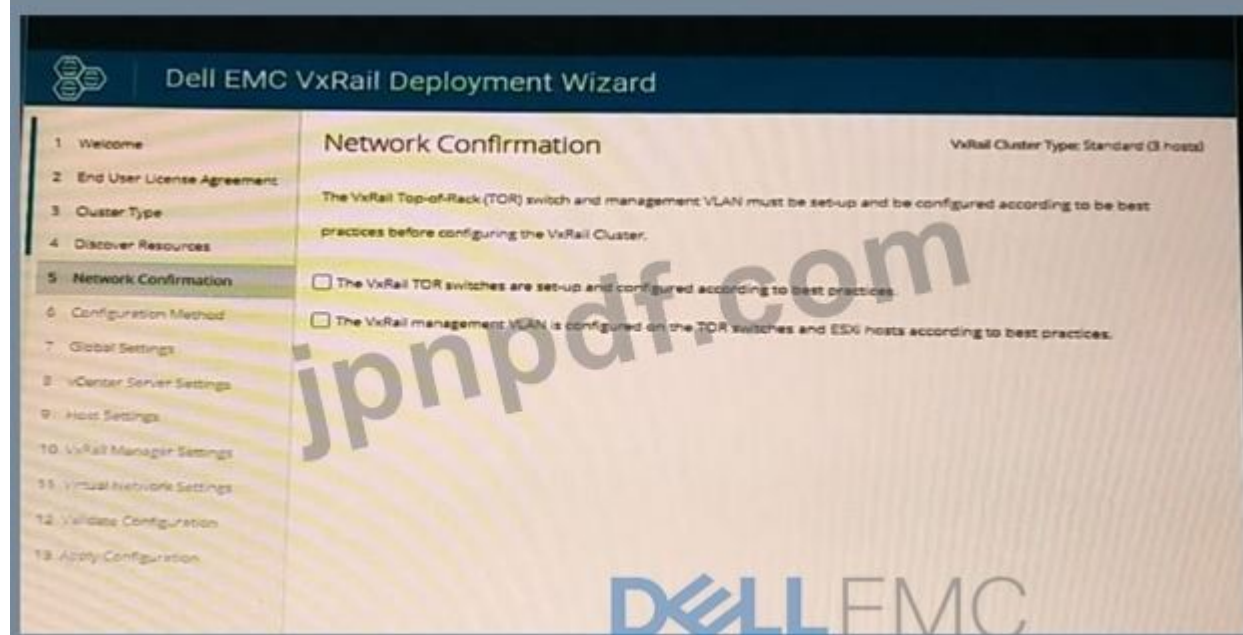 Dell EMC VxRail Deployment Wizard
1 Welcome
2 End User License Agreement
3 Cluster Type
4 Discover Resources
5 Network Confirmation
6 Configuration Method
7 Global Settings
8 vCenter Server Settings
9 Host Settings
10 VxRail Manager Settings
11 Virtual Network Settings
12 Validate Configuration
13 Apply Configuration
Network Confirmation
VxRail Cluster Type: Standard (3 hosts)
The VxRail Top-of-Rack (TOR) switch and management VLAN must be set-up and be configured according to be best
practices before configuring the VxRail Cluster.
The VxRail TOR switches are set-up and configured according to best practices.
The VxRail management VLAN is configured on the TOR switches and ESXi hosts according to best practices.
jpnpdf.com
DELL EMC